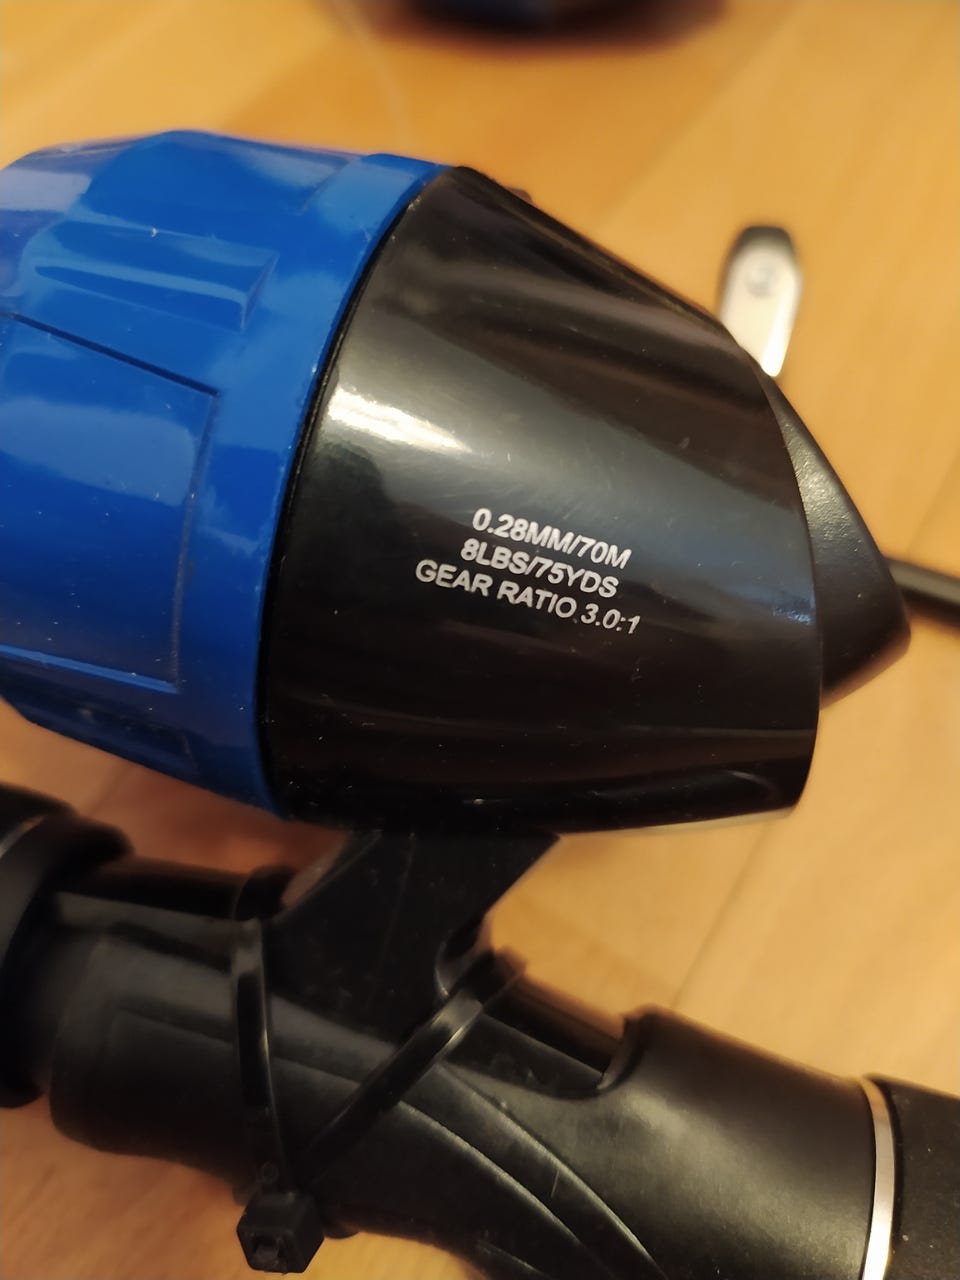 0.28MM/70M
8LBS/75YDS
GEAR RATIO 3.0:1